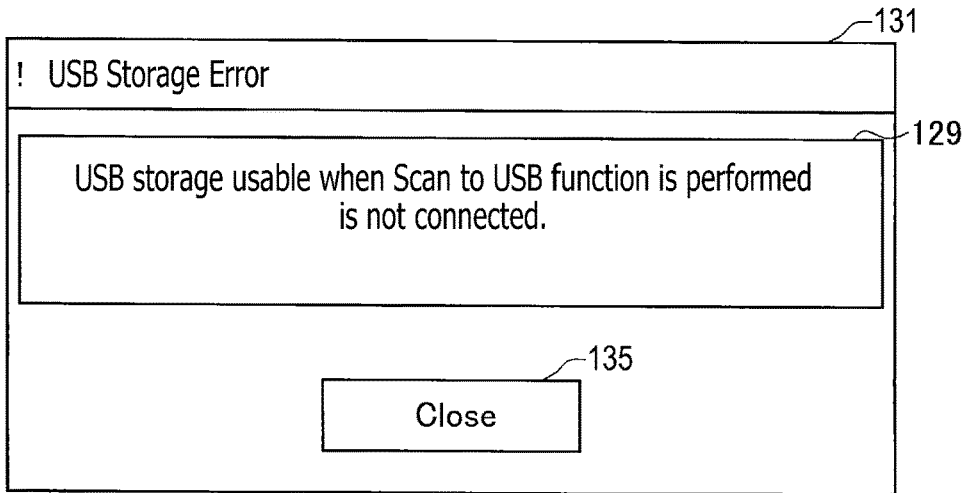 131
! USB Storage Error
129
USB storage usable when Scan to USB function is performed
is not connected.
135
Close